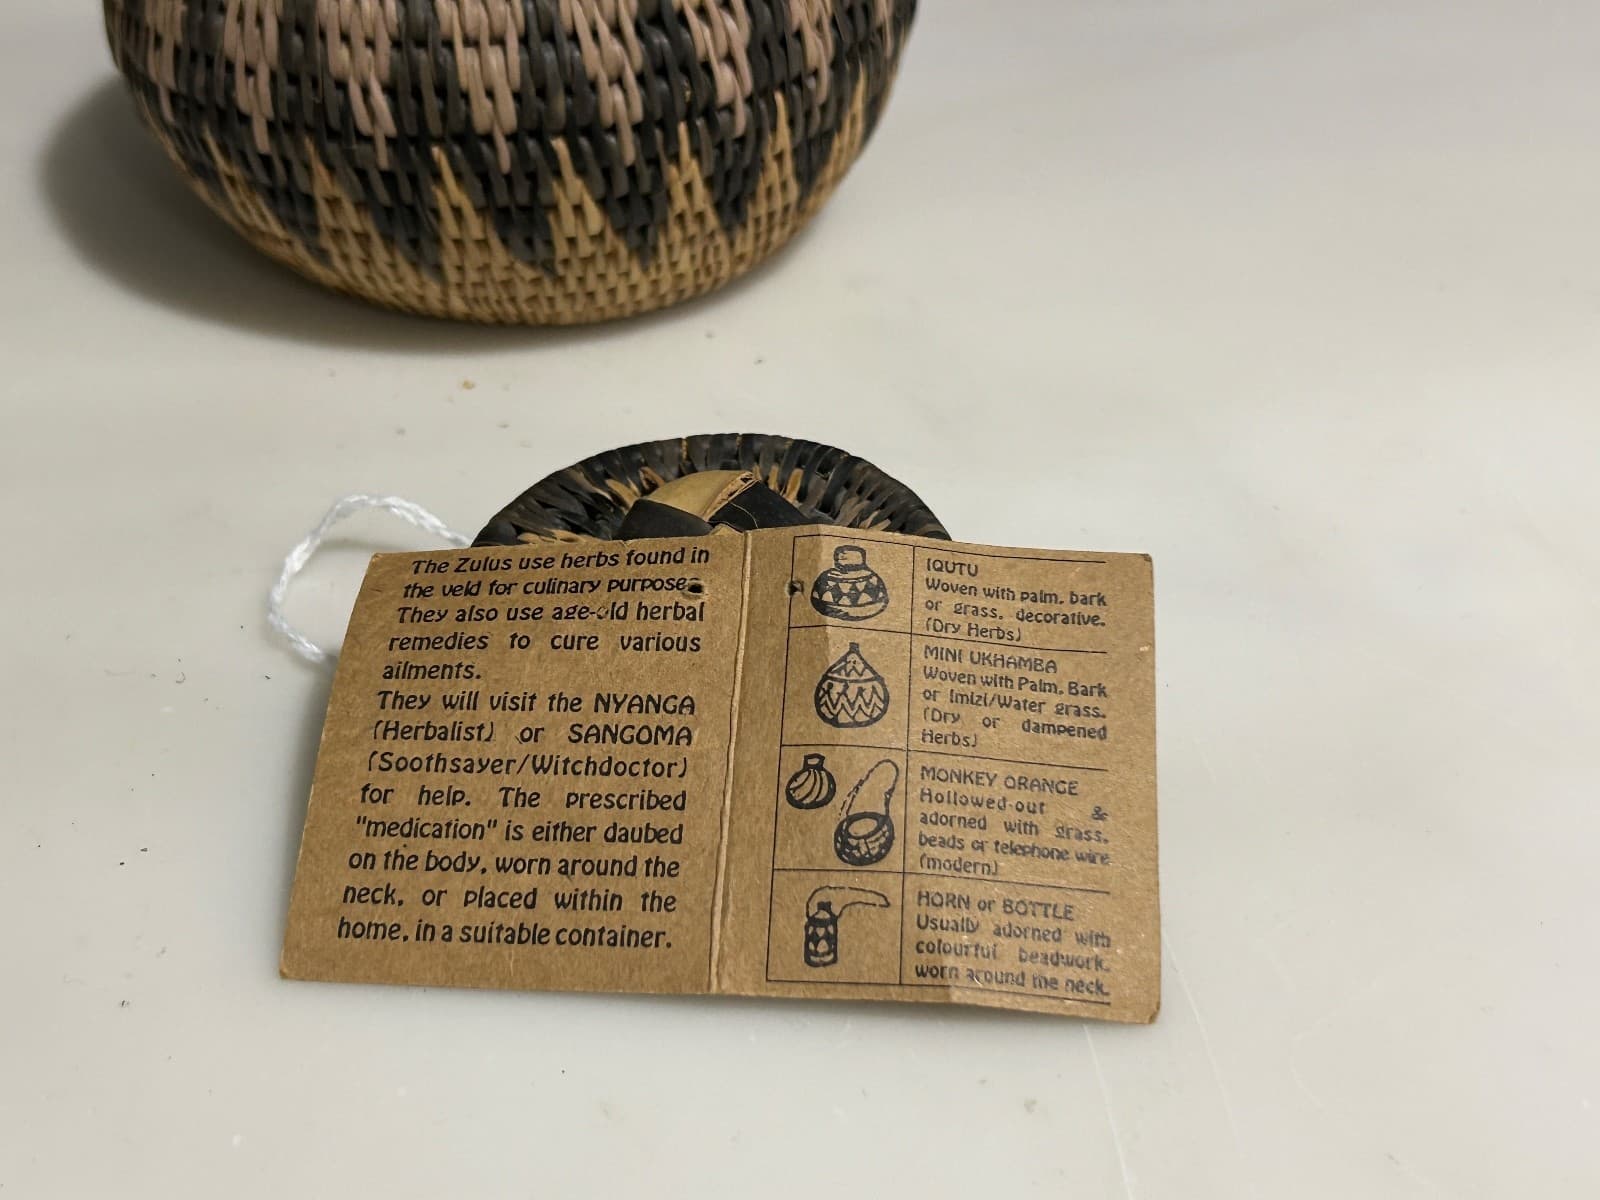 The Zulus use herbs found in
the veld for culinary purposes
They also use age-old herbal
remedies to cure various
ailments.
They will visit the NYANGA
(Herbalist) or SANGOMA
(Soothsayer/Witchdoctor)
for help. The prescribed
"medication" is either daubed
on the body, worn around the
neck, or placed within the
home, in a suitable container.
IQUTU
Woven with palm, bark
or grass, decorative.
(Dry Herbs)
MINI UKHAMBA
Woven with Palm, Bark
or Imizi/Water grass.
(Dry or dampened
Herbs)
MONKEY ORANGE
Hollowed-out &
adorned with grass,
beads or telephone wire
(modern)
HORN or BOTTLE
Usually adorned with
colourful beadwork,
worn around the neck.